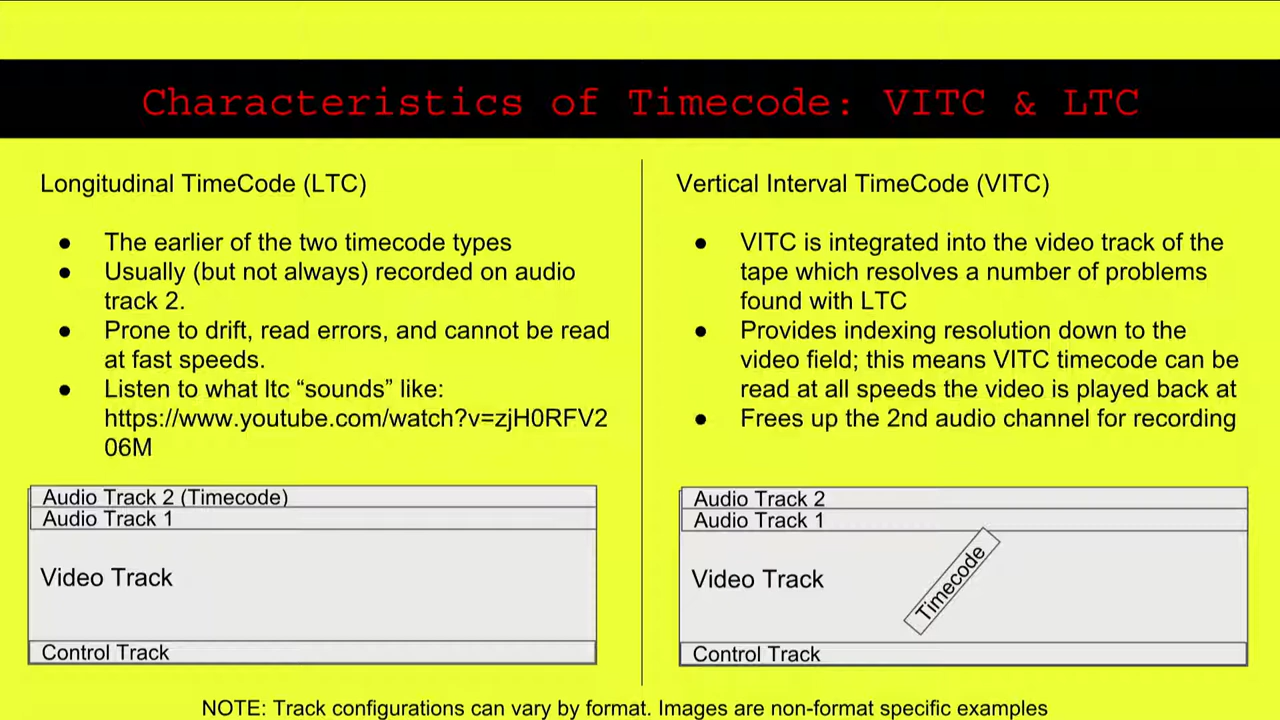 Characteristics of Timecode: VITC & LTC
Longitudinal TimeCode (LTC)
● The earlier of the two timecode types
● Usually (but not always) recorded on audio
track 2.
● Prone to drift, read errors, and cannot be read
at fast speeds.
● Listen to what ltc “sounds” like:
https://www.youtube.com/watch?v=zjH0RFV2
06M
Audio Track 2 (Timecode)
Audio Track 1
Video Track
Control Track
Vertical Interval TimeCode (VITC)
● VITC is integrated into the video track of the
tape which resolves a number of problems
found with LTC
● Provides indexing resolution down to the
video field; this means VITC timecode can be
read at all speeds the video is played back at
● Frees up the 2nd audio channel for recording
Audio Track 2
Audio Track 1
Video Track
Timecode
Control Track
NOTE: Track configurations can vary by format. Images are non-format specific examples